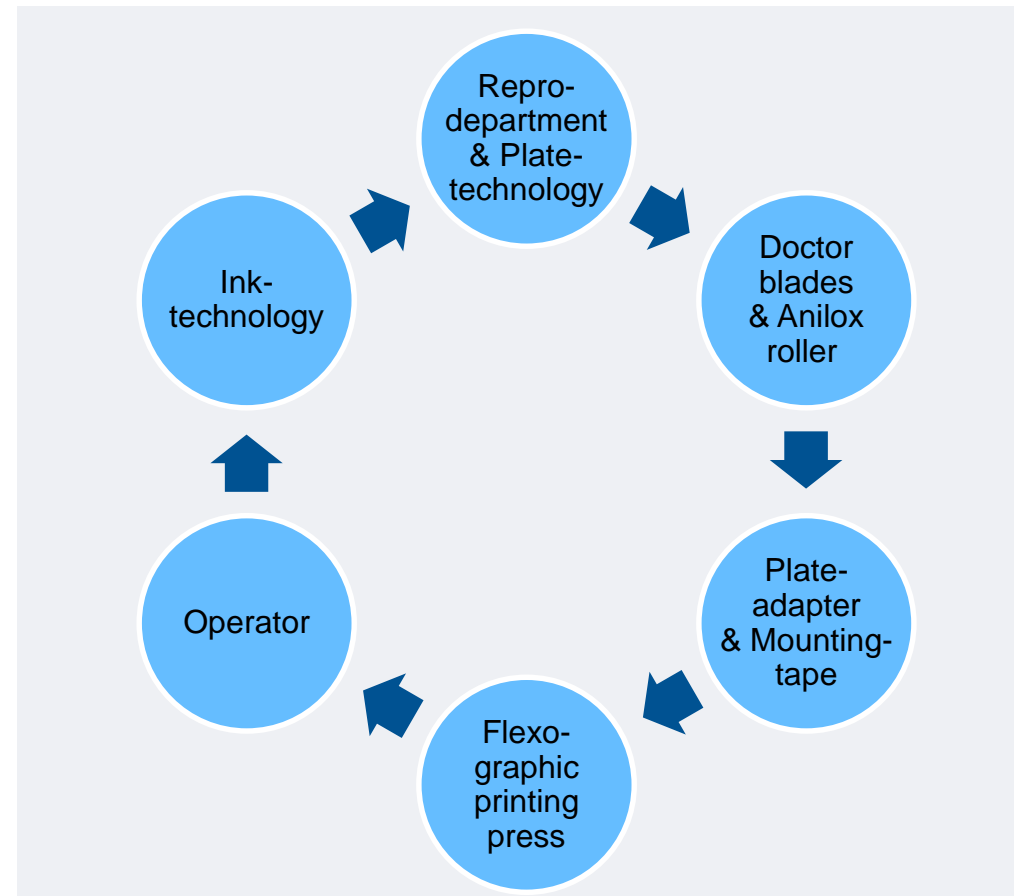 Repro-
department
& Plate-
technology
Doctor
blades
& Anilox
roller
Plate-
adapter
& Mounting-
tape
Flexo-
graphic
printing
press
Operator
Ink-
technology